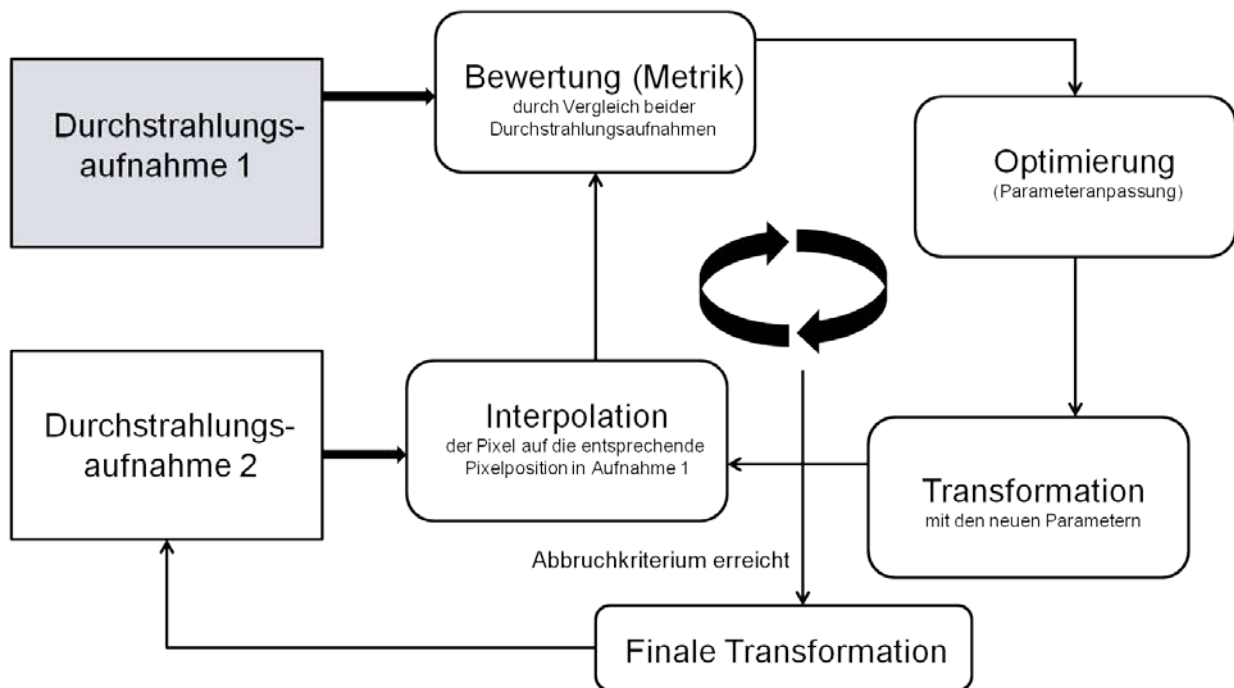 Durchstrahlungs-
aufnahme 1
Bewertung (Metrik)
durch Vergleich beider
Durchstrahlungsaufnahmen
Optimierung
(Parameteranpassung)
Durchstrahlungs-
aufnahme 2
Interpolation
der Pixel auf die entsprechende
Pixelposition in Aufnahme 1
Transformation
mit den neuen Parametern
Abbruchkriterium erreicht
Finale Transformation